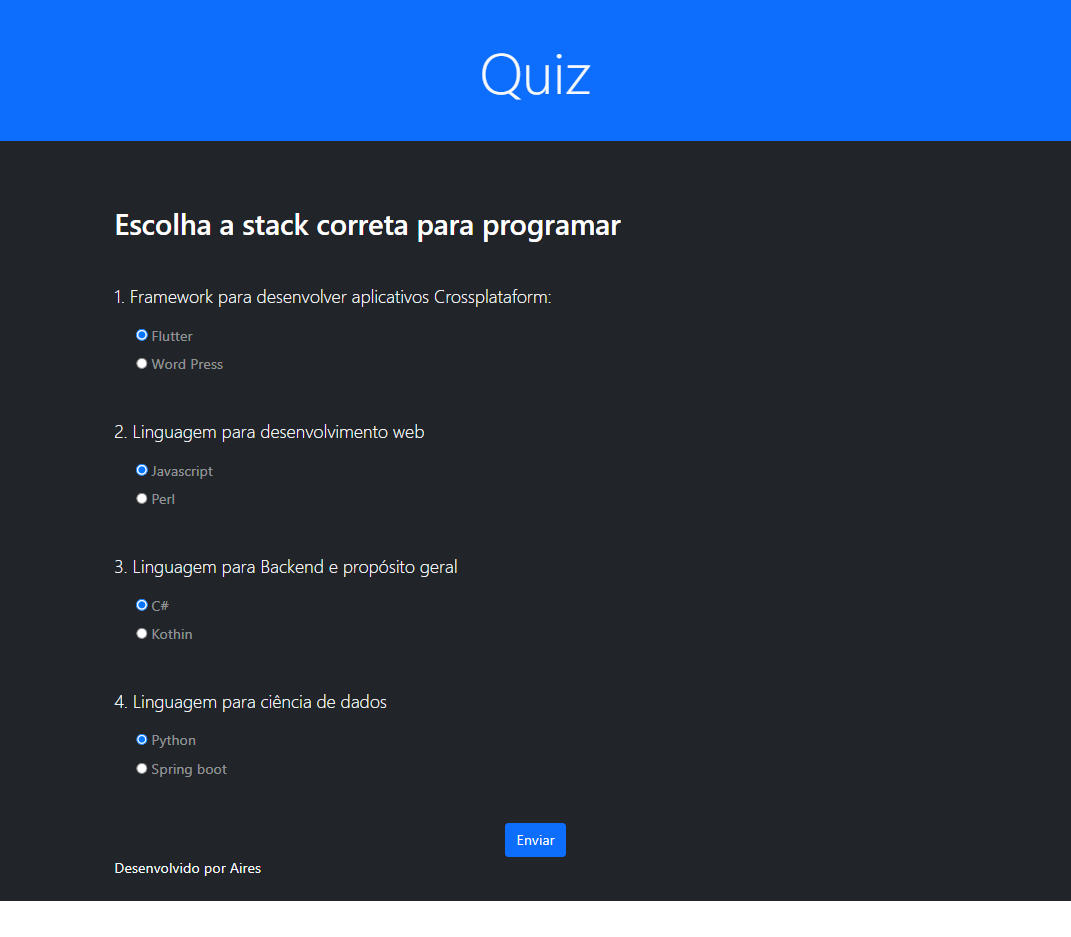 Quiz
Escolha a stack correta para programar
1. Framework para desenvolver aplicativos Crossplataform:
Flutter
Word Press
2. Linguagem para desenvolvimento web
Javascript
Perl
3. Linguagem para Backend e propósito geral
C#
Kothin
4. Linguagem para ciência de dados
Python
Spring boot
Enviar
Desenvolvido por Aires